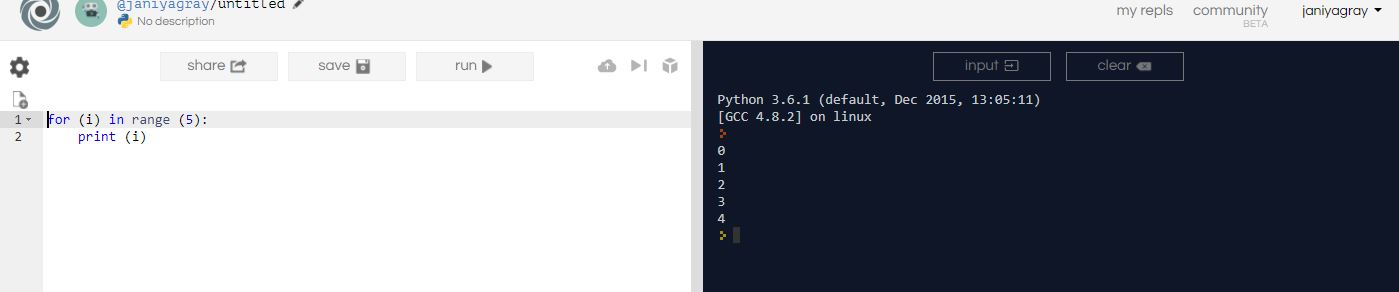 @janiyagray/untitled
No description
my repls
community
BETA
janiyagray
share
save
run
1 for (i) in range (5):
2 print (i)
input
clear
Python 3.6.1 (default, Dec 2015, 13:05:11)
[GCC 4.8.2] on linux
0
1
2
3
4